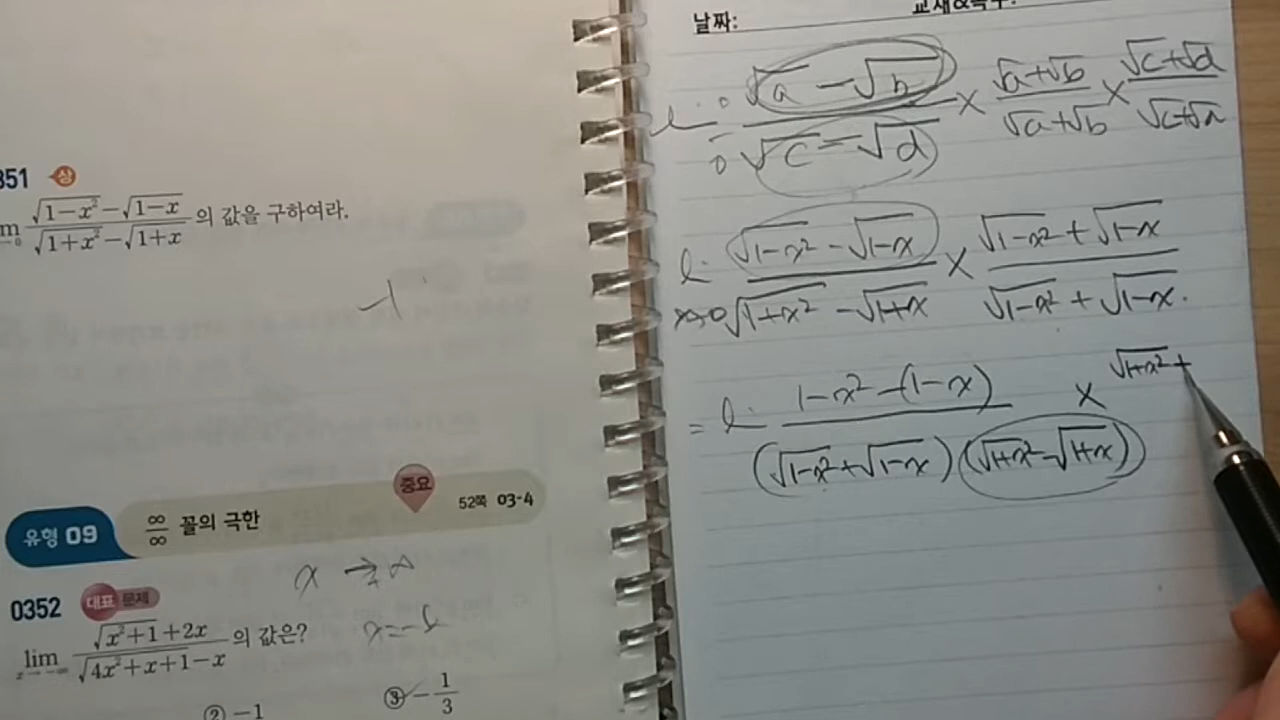 351 상
lim x→0 (√(1-x²) - √(1-x)) / (√(1+x²) - √(1+x)) 의 값을 구하여라.
-1
유형 09 ∞/∞ 꼴의 극한 중요 52쪽 03-4
x → ∞
0352 대표 문제
lim (√(x²+1)+2x) / (√(4x²+x+1)-x) 의 값은?
② -1 ③ -1/3
날짜:
0/0 (√a - √b) / (√c - √d) × (√a+√b) / (√a+√b) × (√c+√d) /
x→0 (√(1-x²) - √(1-x)) / (√(1+x²) - √(1+x)) × (√(1-x²) + √(1-x)) / (√(1-x²) + √(1-x))
= (1-x²-(1-x)) / ((√(1-x²)+√(1-x))(√(1+x²)-√(1+x))) × √(1+x²) +